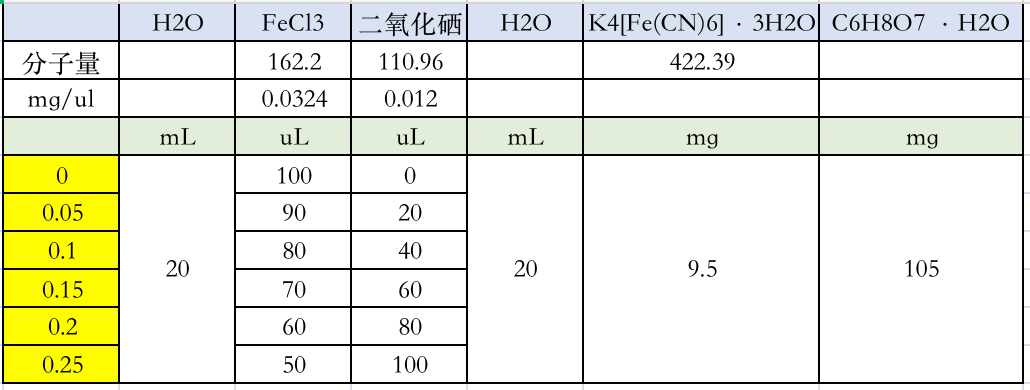 H2O FeCl3 二氧化硒 H2O K4[Fe(CN)6]·3H2O C6H8O7 ·H2O
分子量 162.2 110.96 422.39
mg/ul 0.0324 0.012
mL uL uL mL mg mg
0 100 0
0.05 90 20
0.1 80 40
20 20 9.5 105
0.15 70 60
0.2 60 80
0.25 50 100